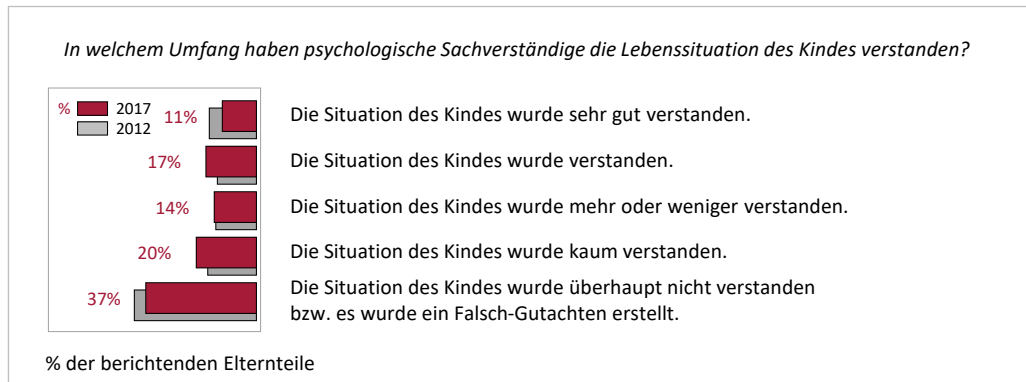 In welchem Umfang haben psychologische Sachverständige die Lebenssituation des Kindes verstanden?
% 2017
2012
11% Die Situation des Kindes wurde sehr gut verstanden.
17% Die Situation des Kindes wurde verstanden.
14% Die Situation des Kindes wurde mehr oder weniger verstanden.
20% Die Situation des Kindes wurde kaum verstanden.
37% Die Situation des Kindes wurde überhaupt nicht verstanden
bzw. es wurde ein Falsch-Gutachten erstellt.
% der berichtenden Elternteile